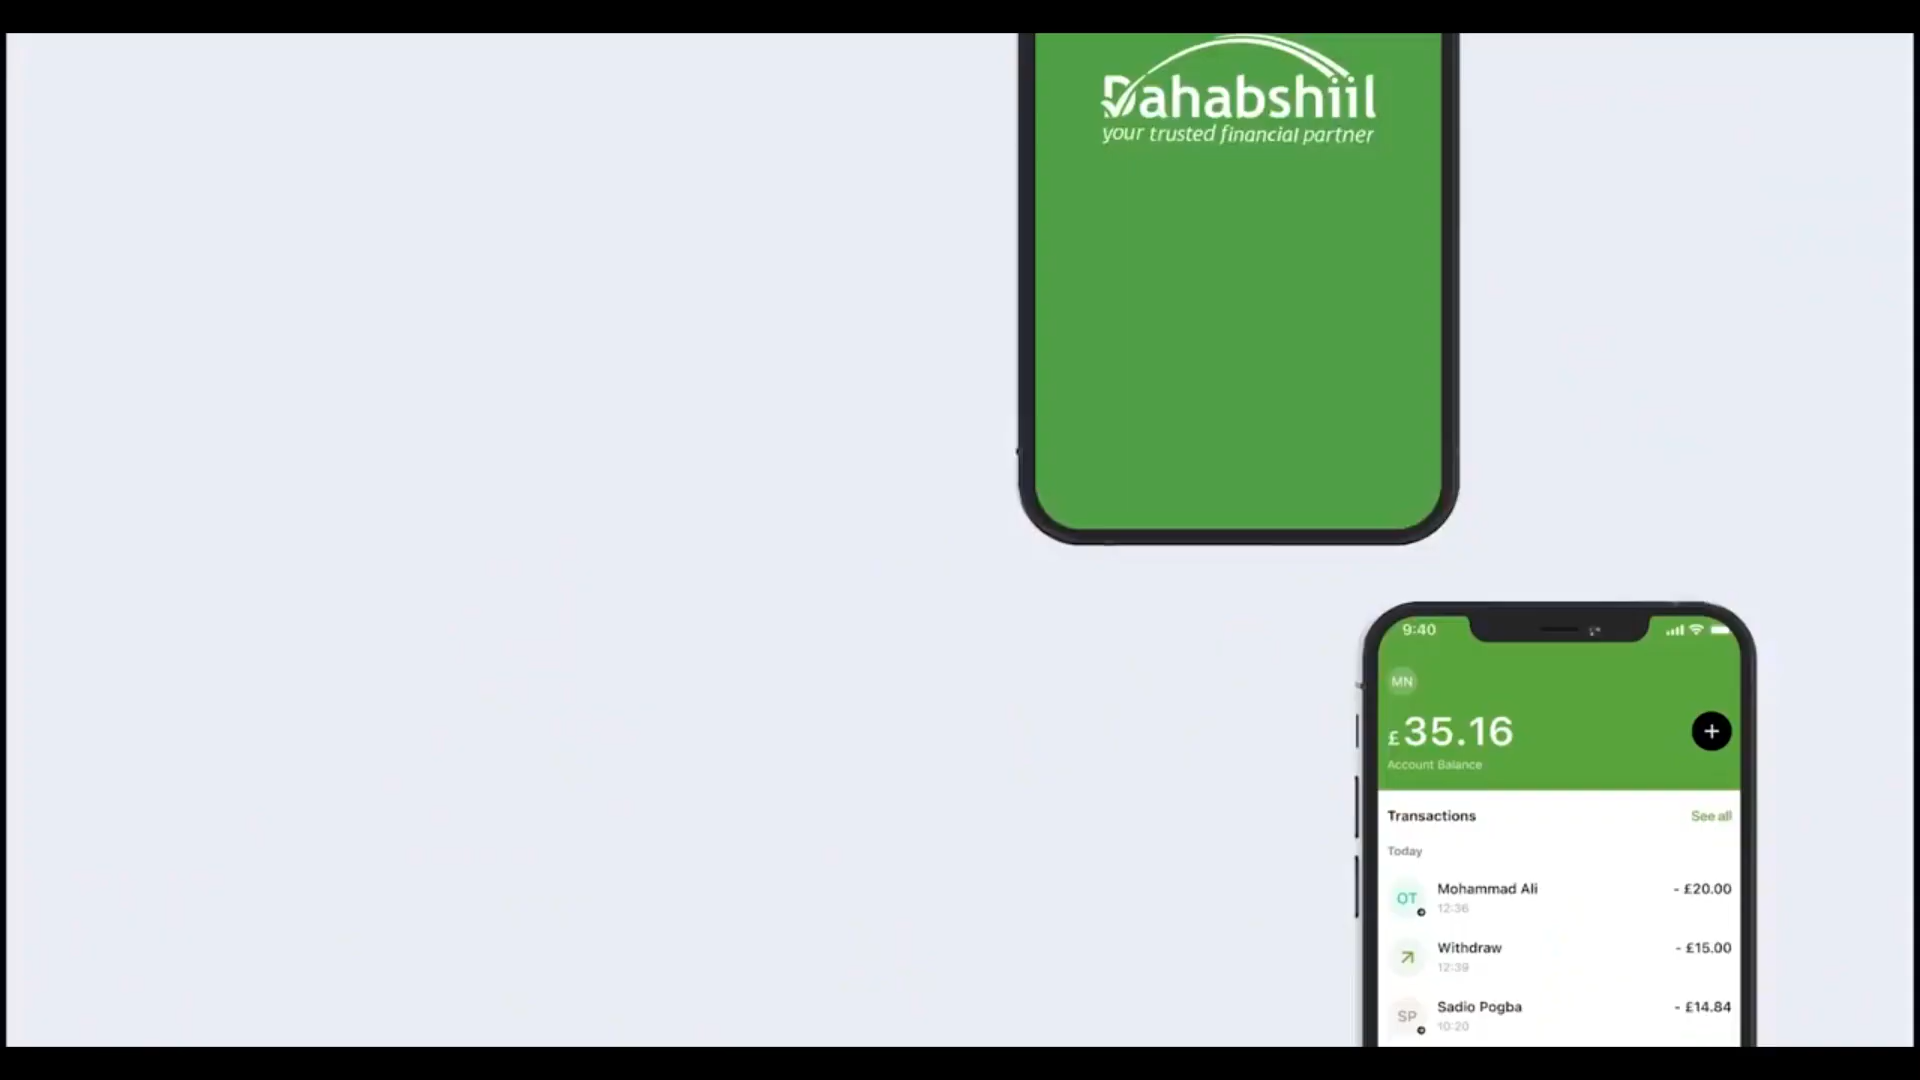 Dahabshiil
your trusted financial partner
9:40
MN
£35.16
Account Balance
Transactions See all
Today
QT Mohammad Ali - £20.00
12:36
Withdraw - £15.00
12:39
SP Sadio Pogba - £14.84
10:20